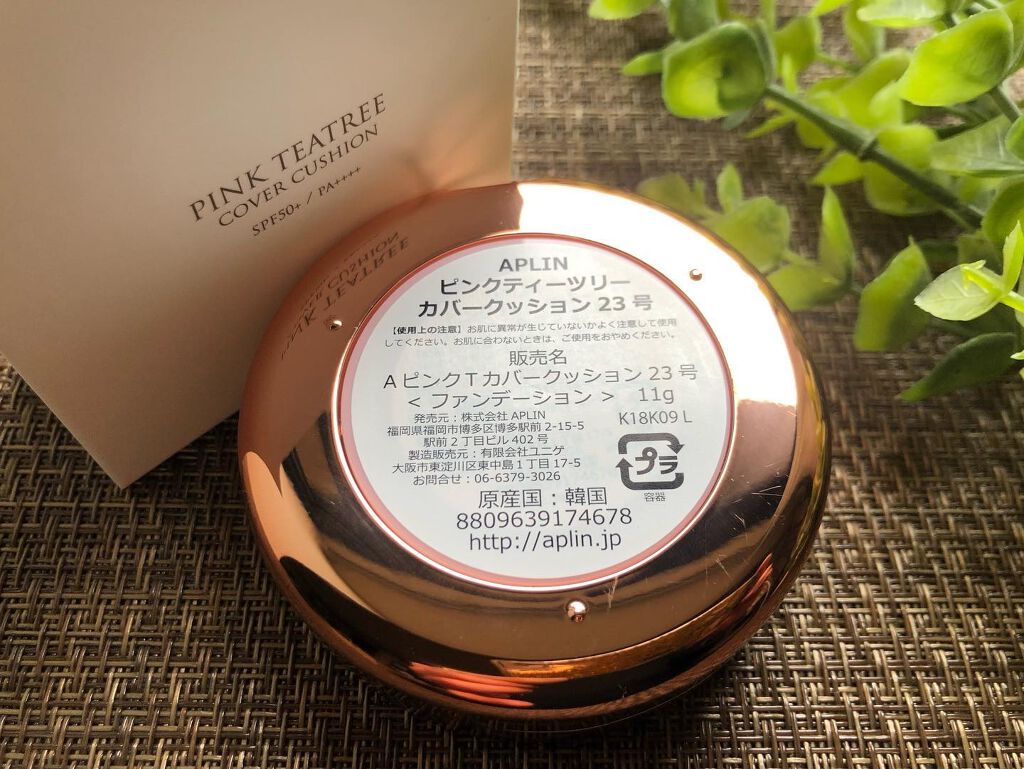 PINK TEATREE
COVER CUSHION
SPF50+ / PA++++
APLIN
ピンクティーツリー
カバークッション 23 号
【使用上の注意】お肌に異常が生じていないかよく注意して使用
してください。お肌に合わないときは、ご使用をおやめください。
販売名
A ピンク T カバークッション 23 号
< ファンデーション > 11g
発売元：株式会社 APLIN
福岡県福岡市博多区博多駅前 2-15-5
駅前 2 丁目ビル 402 号
製造販売元：有限会社ユニゲ
大阪市東淀川区東中島 1 丁目 17-5
お問合せ：06-6379-3026
K18K09 L
プラ
容器
原産国：韓国
8809639174678
http://aplin.jp